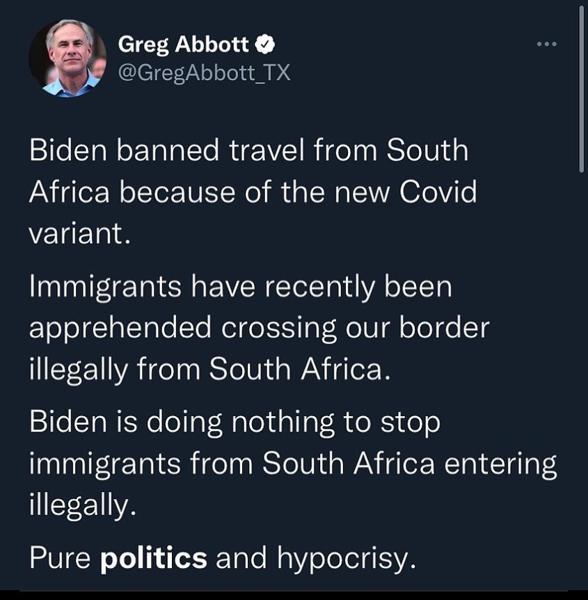 Greg Abbott
@GregAbbott_TX
Biden banned travel from South
Africa because of the new Covid
variant.
Immigrants have recently been
apprehended crossing our border
illegally from South Africa.
Biden is doing nothing to stop
immigrants from South Africa entering
illegally.
Pure politics and hypocrisy.